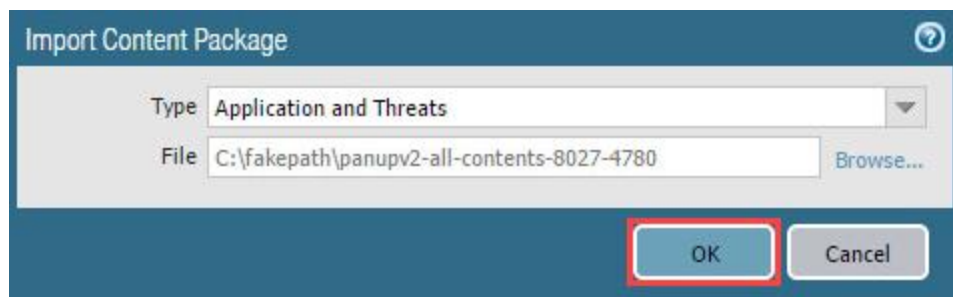 Import Content Package
?
Type Application and Threats
File C:\fakepath\panupv2-all-contents-8027-4780 Browse...
OK Cancel